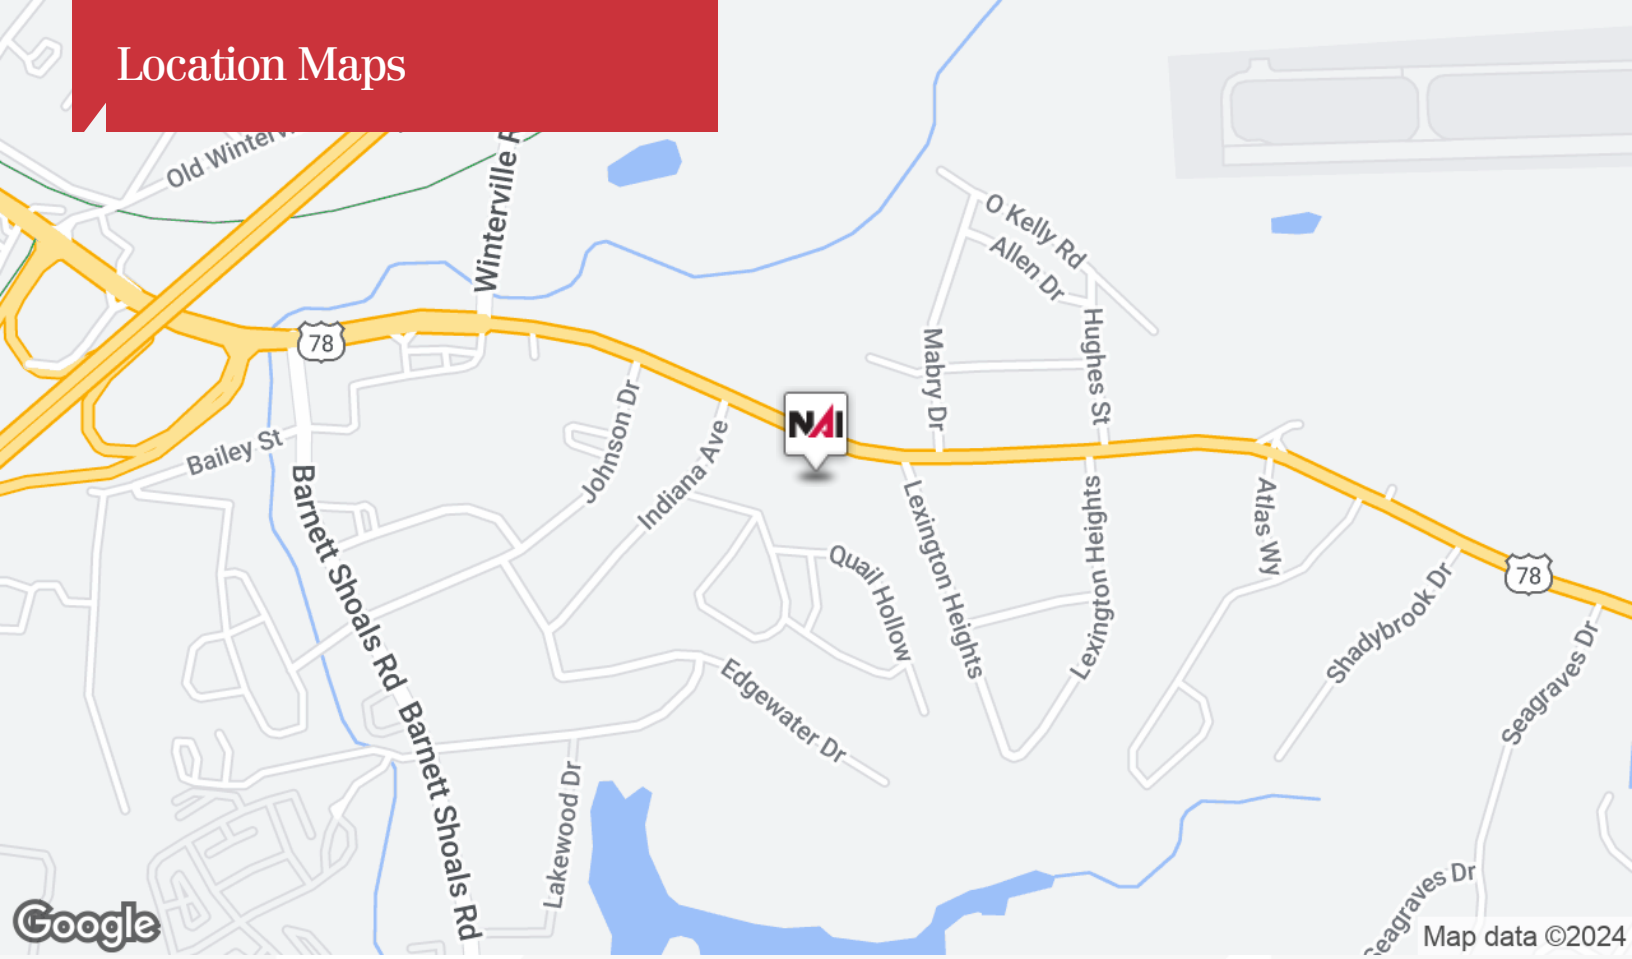 Location Maps
Old Winterv
Winterville R
O Kelly Rd
Allen Dr
78
Hughes St
Mabry Dr
NAI
Johnson Dr
Indiana Ave
Bailey St
Barnett Shoals Rd
Lexington Heights
Lexington Heights
Atlas Wy
Quail Hollow
78
Shadybrook Dr
Seagraves Dr
Edgewater Dr
Barnett Shoals Rd
Lakewood Dr
Seagraves Dr
Google
Map data ©2024